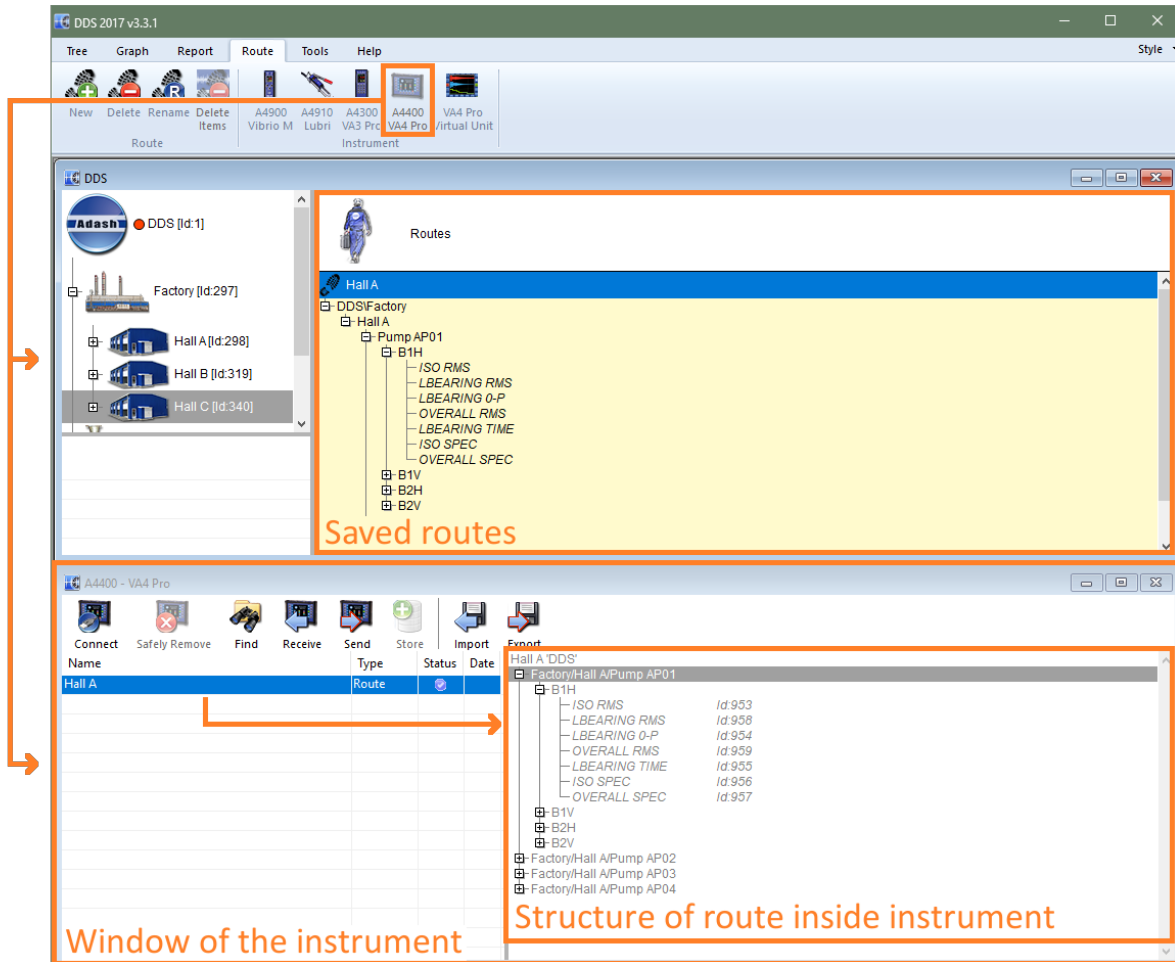 DDS 2017 v3.3.1
Tree Graph Report Route Tools Help Style
New Delete Rename Delete Items A4900 Vibrio M A4910 Lubri A4300 VA3 Pro A4400 VA4 Pro VA4 Pro Virtual Unit
Route Instrument
DDS
Adash
DDS [Id:1]
Factory [Id:297]
Hall A [Id:298]
Hall B [Id:319]
Hall C [Id:340]
Routes
Hall A
DDS\Factory
Hall A
Pump AP01
B1H
ISO RMS
LBEARING RMS
LBEARING 0-P
OVERALL RMS
LBEARING TIME
ISO SPEC
OVERALL SPEC
B1V
B2H
B2V
Saved routes
A4400 - VA4 Pro
Connect Safely Remove Find Receive Send Store Import Export
Name Type Status Date
Hall A Route
Hall A 'DDS'
Factory/Hall A/Pump AP01
B1H
ISO RMS Id:953
LBEARING RMS Id:958
LBEARING 0-P Id:954
OVERALL RMS Id:959
LBEARING TIME Id:955
ISO SPEC Id:956
OVERALL SPEC Id:957
B1V
B2H
B2V
Factory/Hall A/Pump AP02
Factory/Hall A/Pump AP03
Factory/Hall A/Pump AP04
Structure of route inside instrument
Window of the instrument